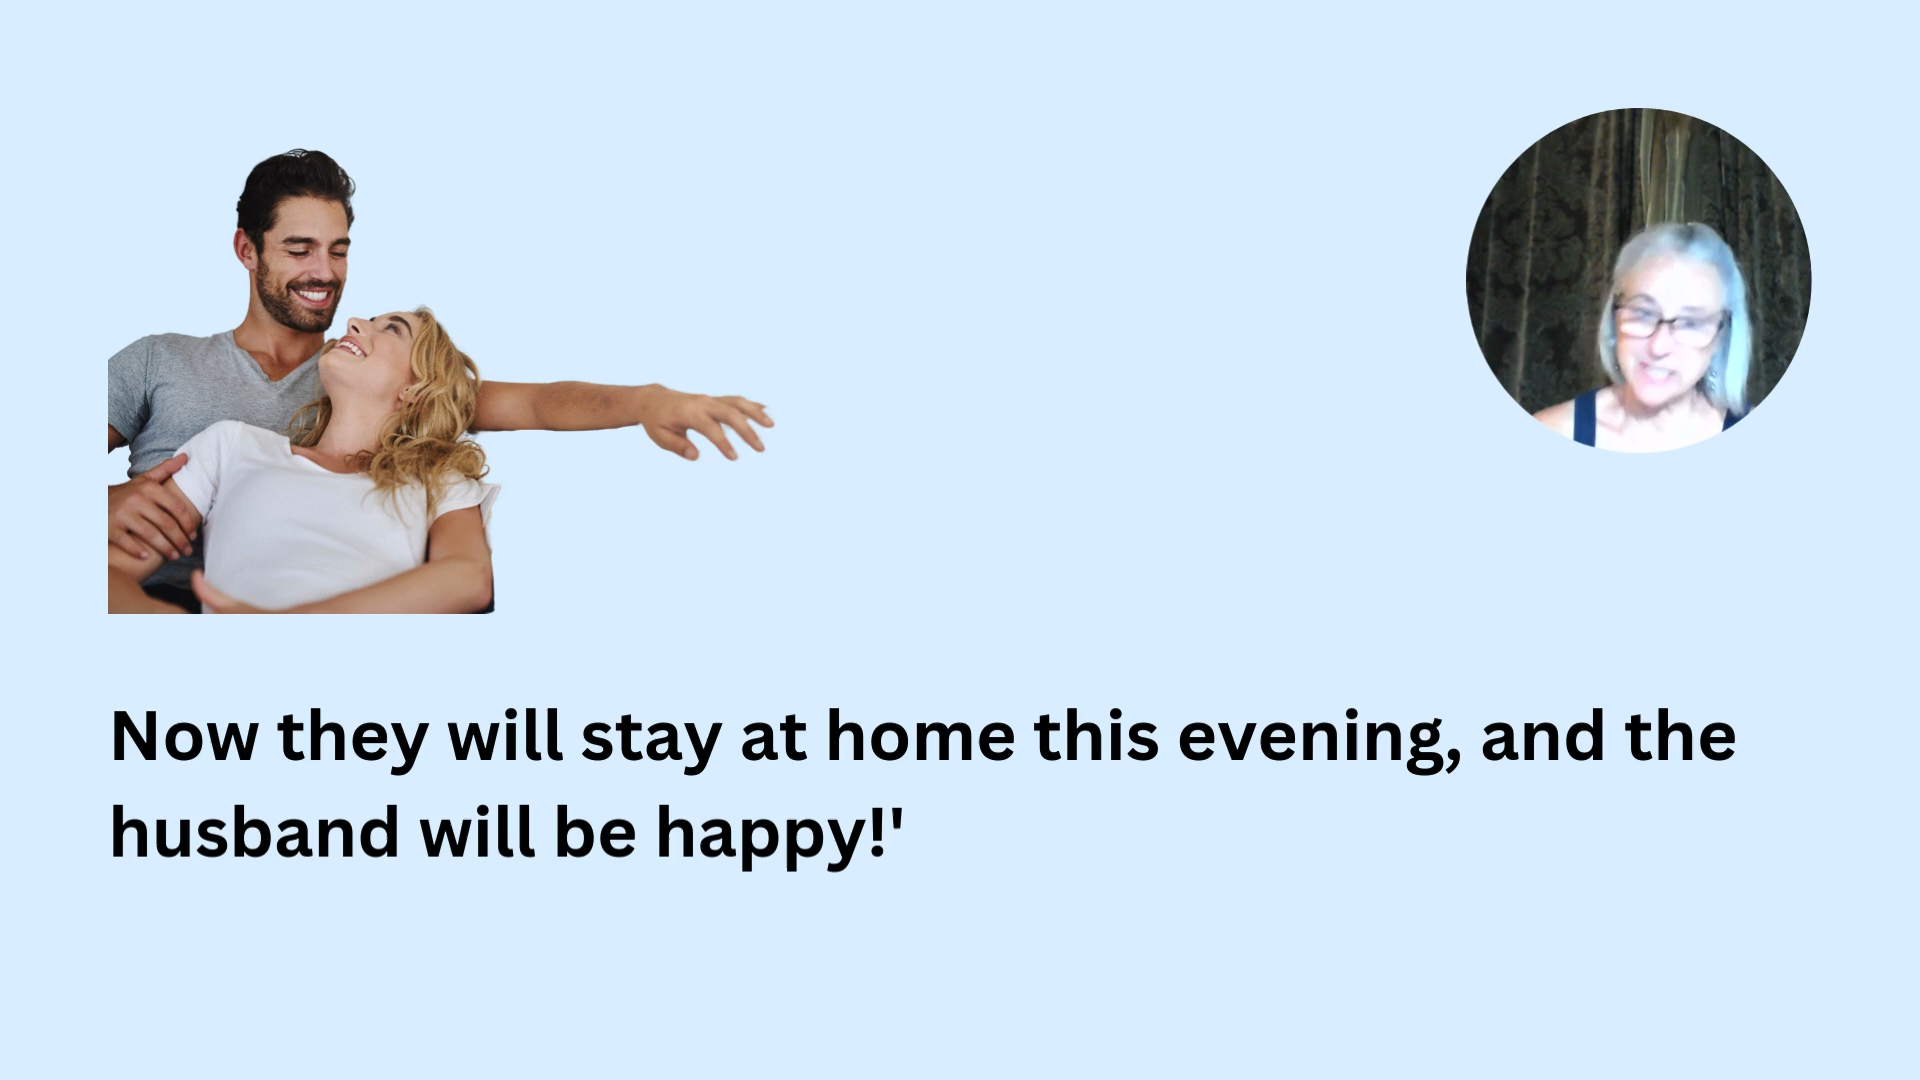 Now they will stay at home this evening, and the
husband will be happy!'